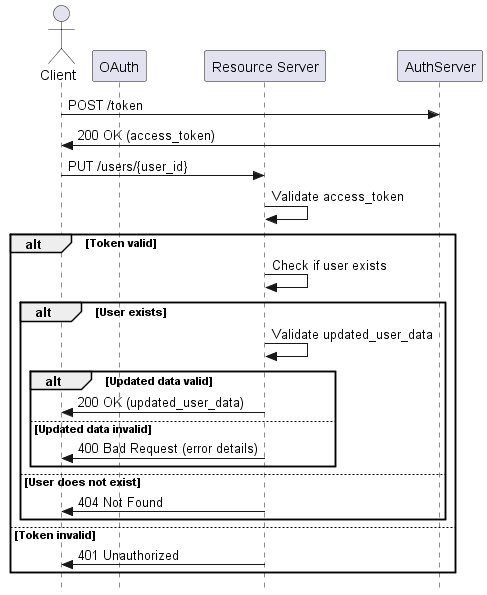 Client
OAuth
Resource Server
AuthServer
POST /token
200 OK (access_token)
PUT /users/{user_id}
Validate access_token
alt
[Token valid]
Check if user exists
alt
[User exists]
Validate updated_user_data
alt
[Updated data valid]
200 OK (updated_user_data)
[Updated data invalid]
400 Bad Request (error details)
[User does not exist]
404 Not Found
[Token invalid]
401 Unauthorized